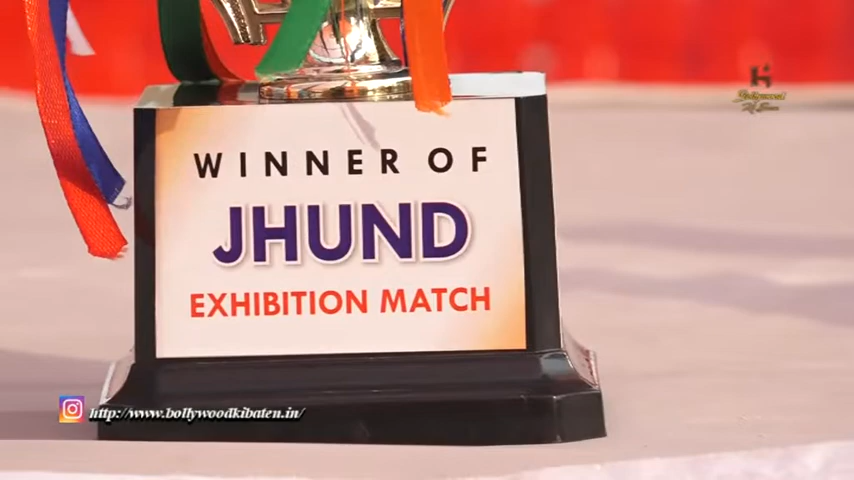 WINNER OF
JHUND
EXHIBITION MATCH
http://www.bollywoodkibaten.in/